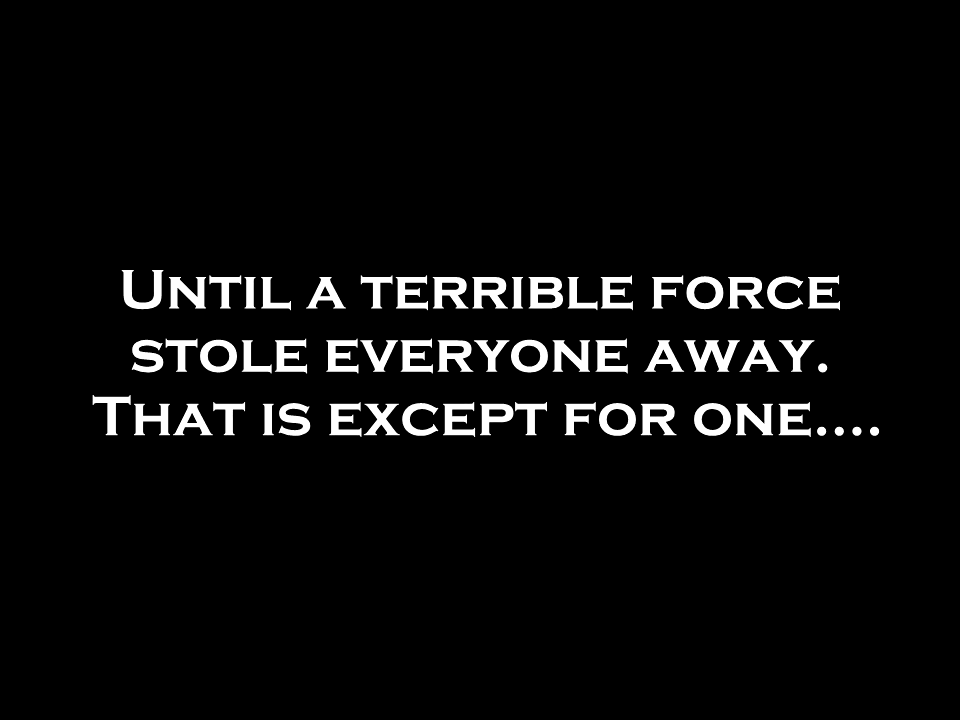 Until a terrible force
stole everyone away.
That is except for one....